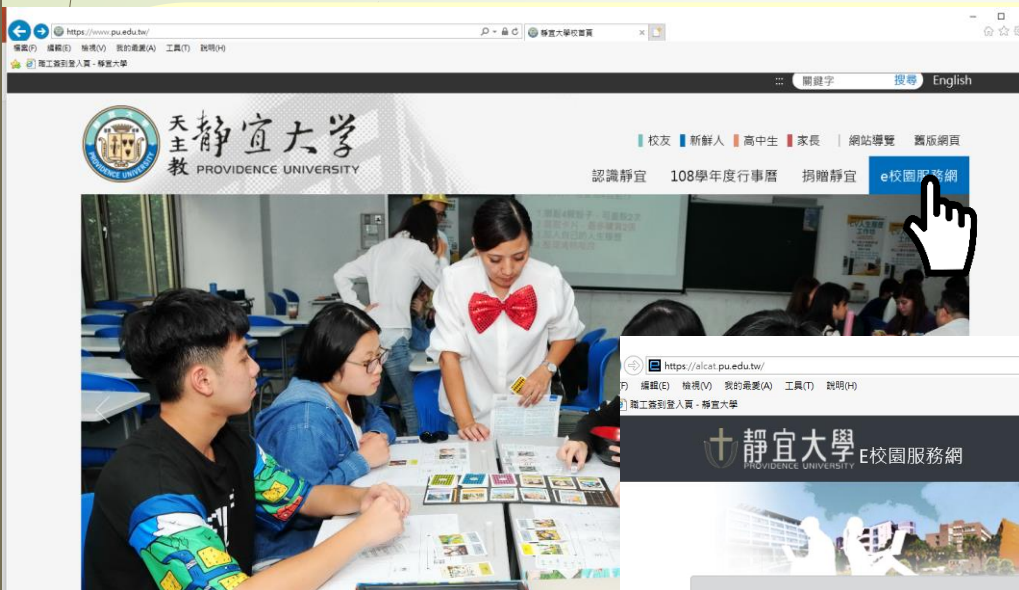 https://www.pu.edu.tw/
靜宜大學校首頁
檔案(F) 編輯(E) 檢視(V) 我的最愛(A) 工具(T) 說明(H)
職工簽到登入頁 - 靜宜大學
::: 關鍵字 搜尋 English
天主教 靜宜大学
PROVIDENCE UNIVERSITY
PROVIDENCE UNIVERSITY
校友 新鮮人 高中生 家長 | 網站導覽 舊版網頁
認識靜宜 108學年度行事曆 捐贈靜宜 e校園服務網
https://alcat.pu.edu.tw/
F) 編輯(E) 檢視(V) 我的最愛(A) 工具(T) 說明(H)
職工簽到登入頁 - 靜宜大學
靜宜大學 E校園服務網
PROVIDENCE UNIVERSITY